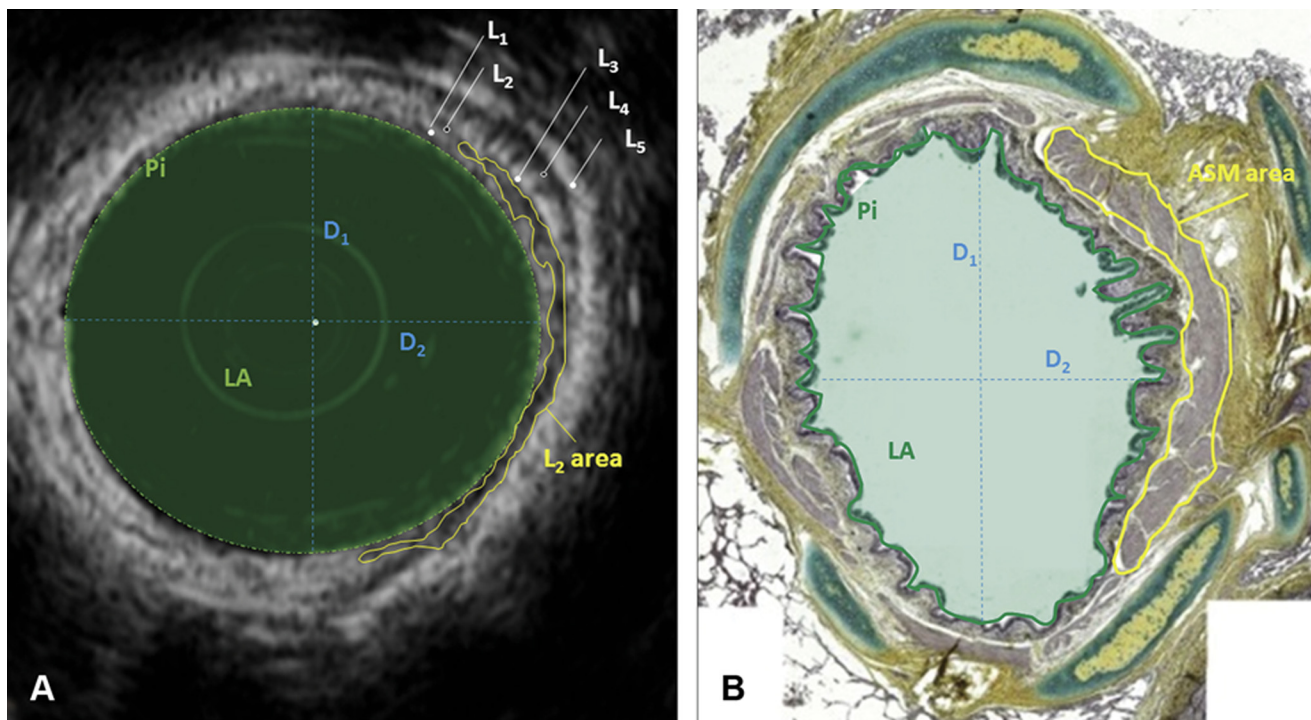 L₁
L₂
L₃
L₄
L₅
Pi
D₁
D₂
LA
L₂ area
A
ASM area
Pi
D₁
D₂
LA
B